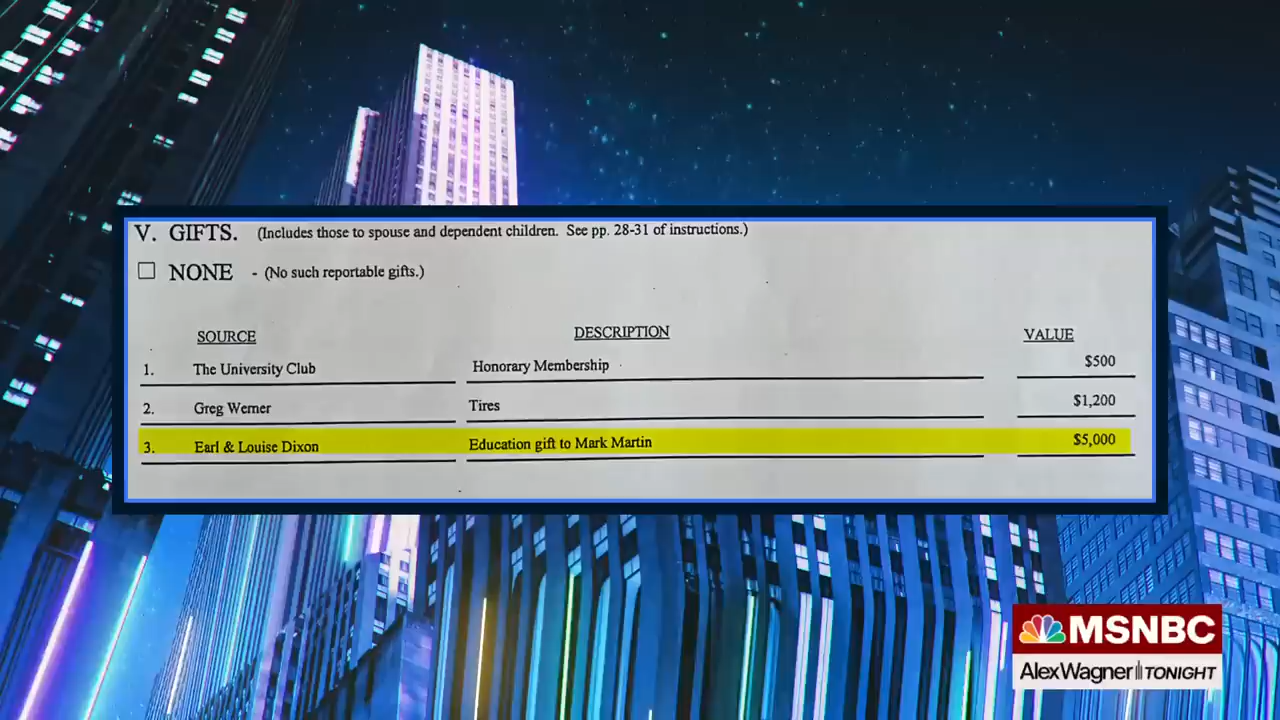 V. GIFTS. (Includes those to spouse and dependent children. See pp. 28-31 of instructions.)
NONE - (No such reportable gifts.)
SOURCE DESCRIPTION VALUE
1. The University Club Honorary Membership $500
2. Greg Werner Tires $1,200
3. Earl & Louise Dixon Education gift to Mark Martin $5,000
MSNBC
AlexWagner TONIGHT